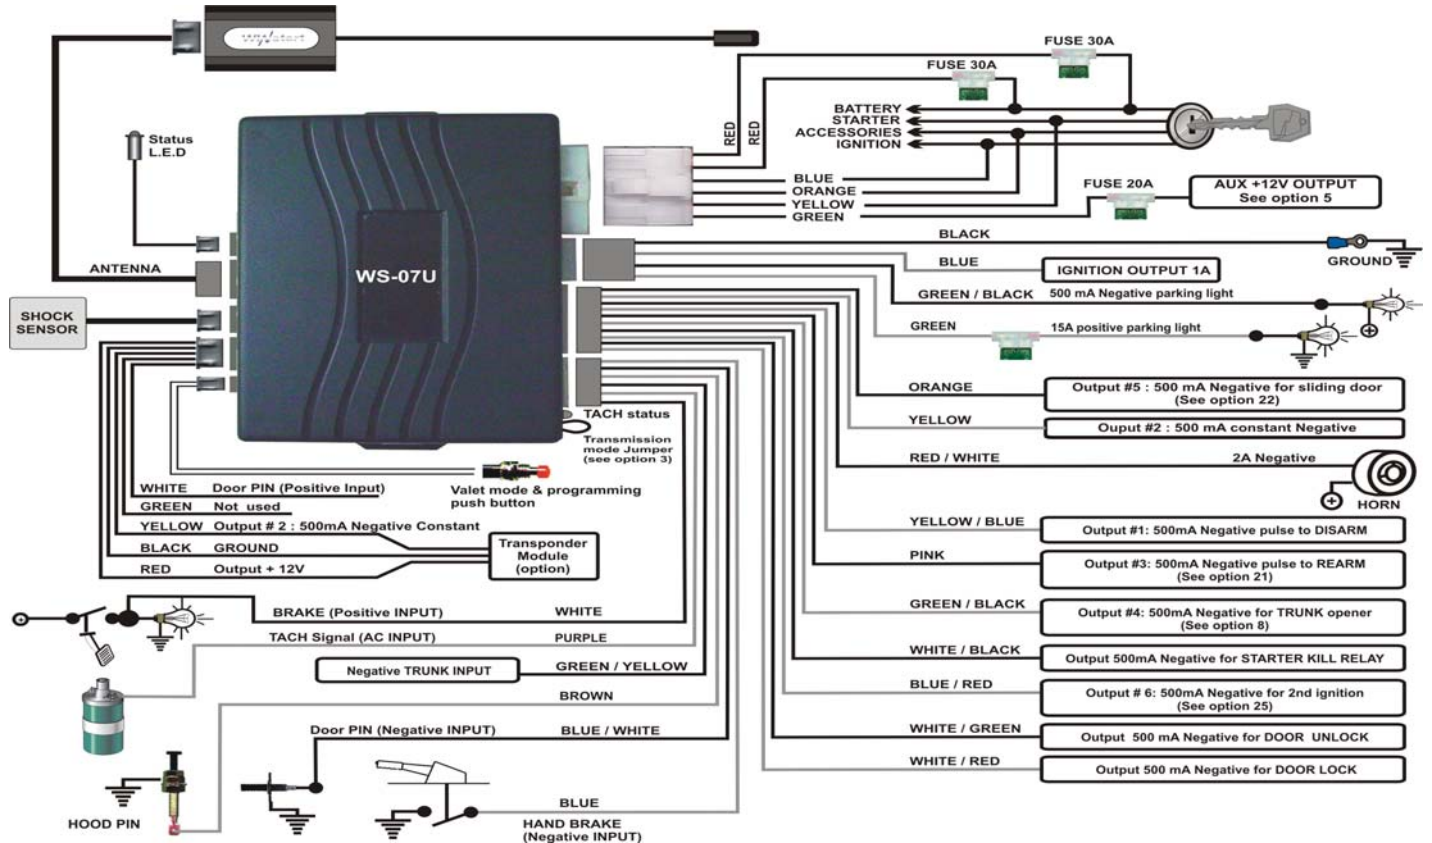 FUSE 30A
FUSE 30A
BATTERY
STARTER
ACCESSORIES
IGNITION
RED
RED
Status
L.E.D
BLUE
ORANGE
YELLOW
GREEN
FUSE 20A
AUX +12V OUTPUT
See option 5
BLACK
GROUND
ANTENNA
WS-07U
BLUE
IGNITION OUTPUT 1A
GREEN / BLACK
500 mA Negative parking light
SHOCK
SENSOR
GREEN
15A positive parking light
ORANGE
Output #5 : 500 mA Negative for sliding door
(See option 22)
TACH status
YELLOW
Ouput #2 : 500 mA constant Negative
Transmission
mode Jumper
(see option 3)
RED / WHITE
2A Negative
HORN
Valet mode & programming
push button
WHITE
Door PIN (Positive Input)
GREEN
Not used
YELLOW
Output # 2 : 500mA Negative Constant
BLACK
GROUND
RED
Output + 12V
Transponder
Module
(option)
YELLOW / BLUE
Output #1: 500mA Negative pulse to DISARM
PINK
Output #3: 500mA Negative pulse to REARM
(See option 21)
GREEN / BLACK
Output #4: 500mA Negative for TRUNK opener
(See option 8)
WHITE / BLACK
Output 500mA Negative for STARTER KILL RELAY
BLUE / RED
Output # 6: 500mA Negative for 2nd ignition
(See option 25)
WHITE / GREEN
Output 500 mA Negative for DOOR UNLOCK
WHITE / RED
Output 500 mA Negative for DOOR LOCK
BRAKE (Positive INPUT)
WHITE
TACH Signal (AC INPUT)
PURPLE
Negative TRUNK INPUT
GREEN / YELLOW
BROWN
Door PIN (Negative INPUT)
BLUE / WHITE
BLUE
HOOD PIN
HAND BRAKE
(Negative INPUT)